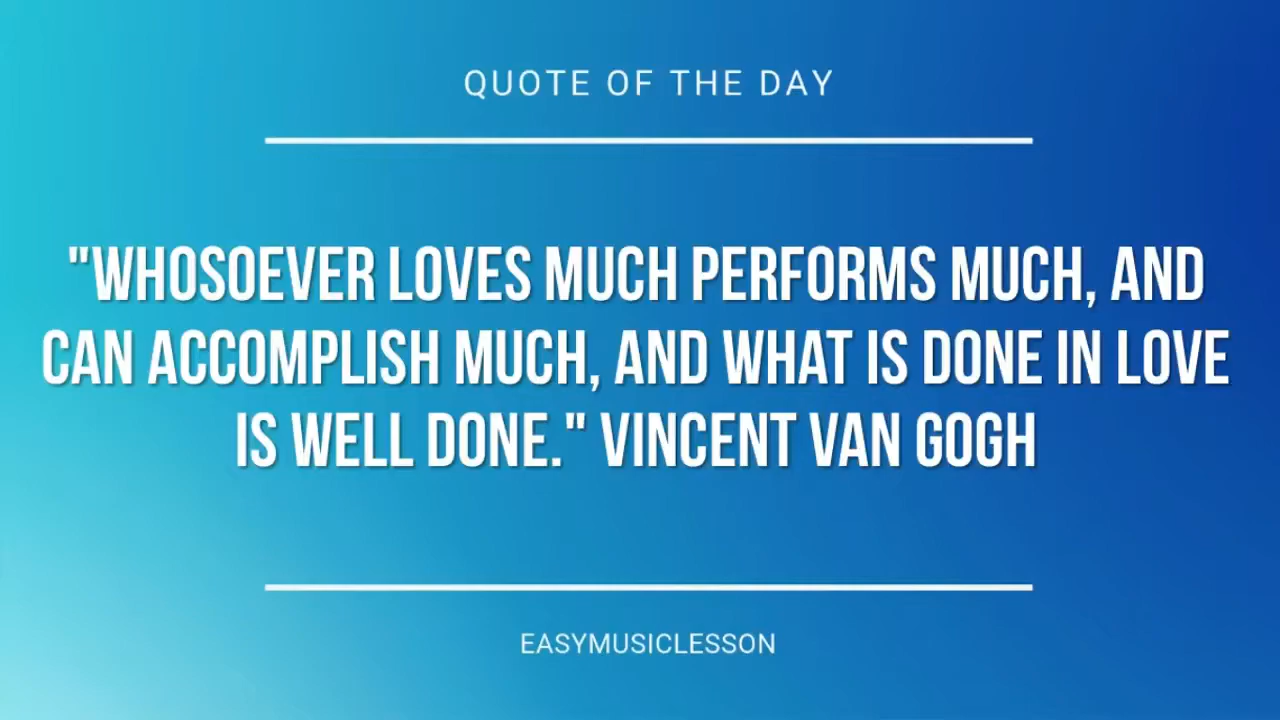 QUOTE OF THE DAY
"WHOSOEVER LOVES MUCH PERFORMS MUCH, AND
CAN ACCOMPLISH MUCH, AND WHAT IS DONE IN LOVE
IS WELL DONE." VINCENT VAN GOGH
EASYMUSICLESSON